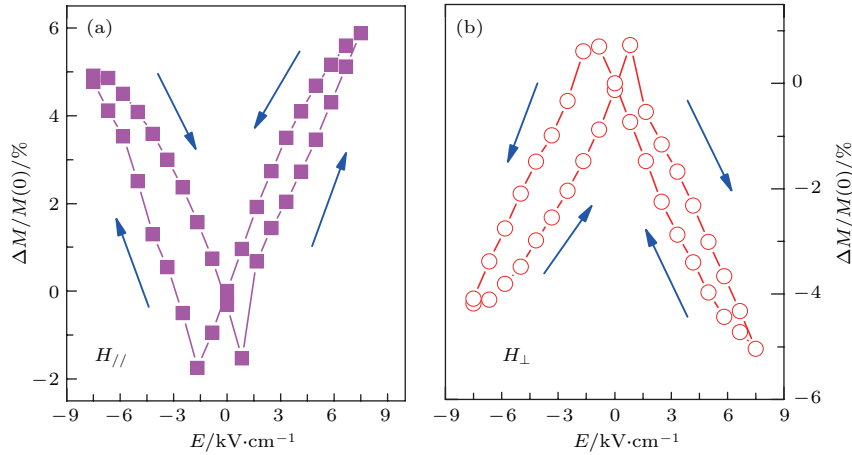 (a)
6
4
2
0
−2
ΔM/M(0)/%
H//
−9 −6 −3 0 3 6 9
E/kV·cm⁻¹
(b)
0
−2
−4
−6
ΔM/M(0)/%
H⊥
−9 −6 −3 0 3 6 9
E/kV·cm⁻¹